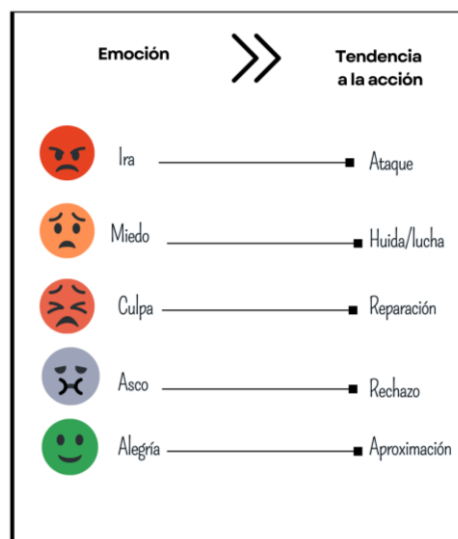 Emoción
Tendencia
a la acción
Ira
Ataque
Miedo
Huida/lucha
Culpa
Reparación
Asco
Rechazo
Alegría
Aproximación